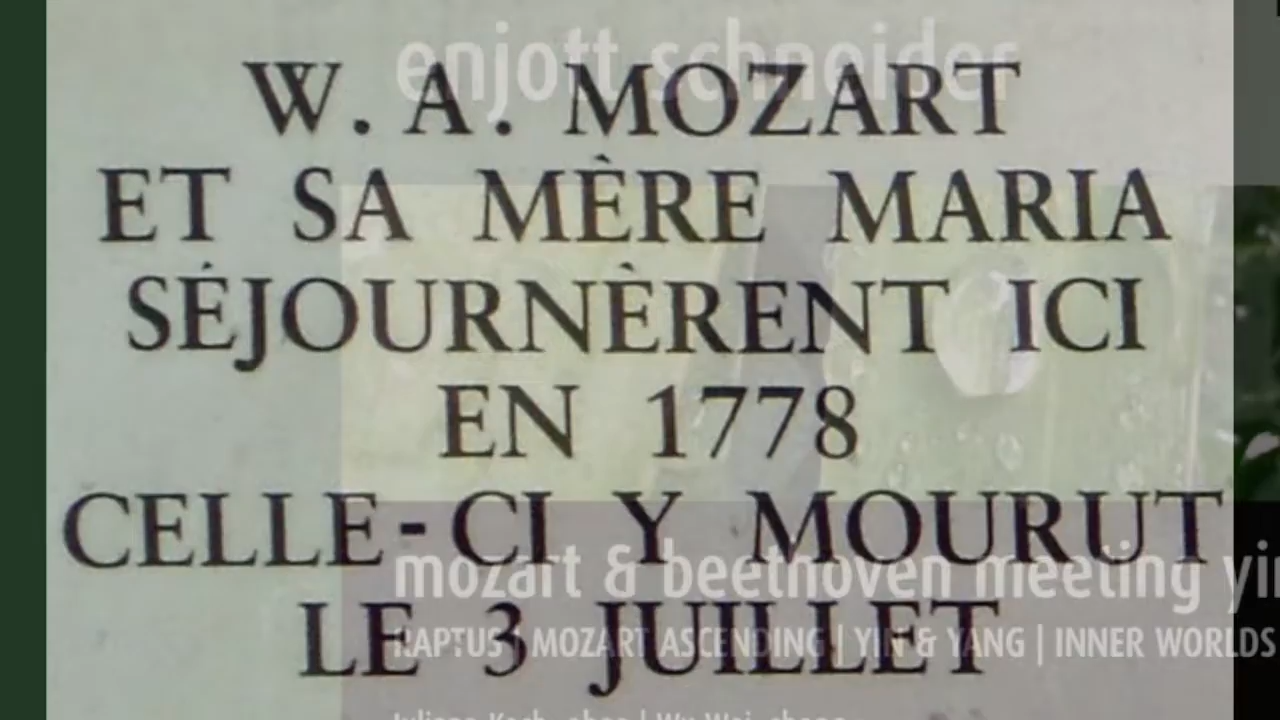 enjott schneider
W. A. MOZART
ET SA MÈRE MARIA
SÉJOURNÈRENT ICI
EN 1778
CELLE-CI Y MOURUT
mozart & beethoven meeting
LE 3 JUILLET
RAPTUS | MOZART ASCENDING | YIN & YANG | INNER WORLDS